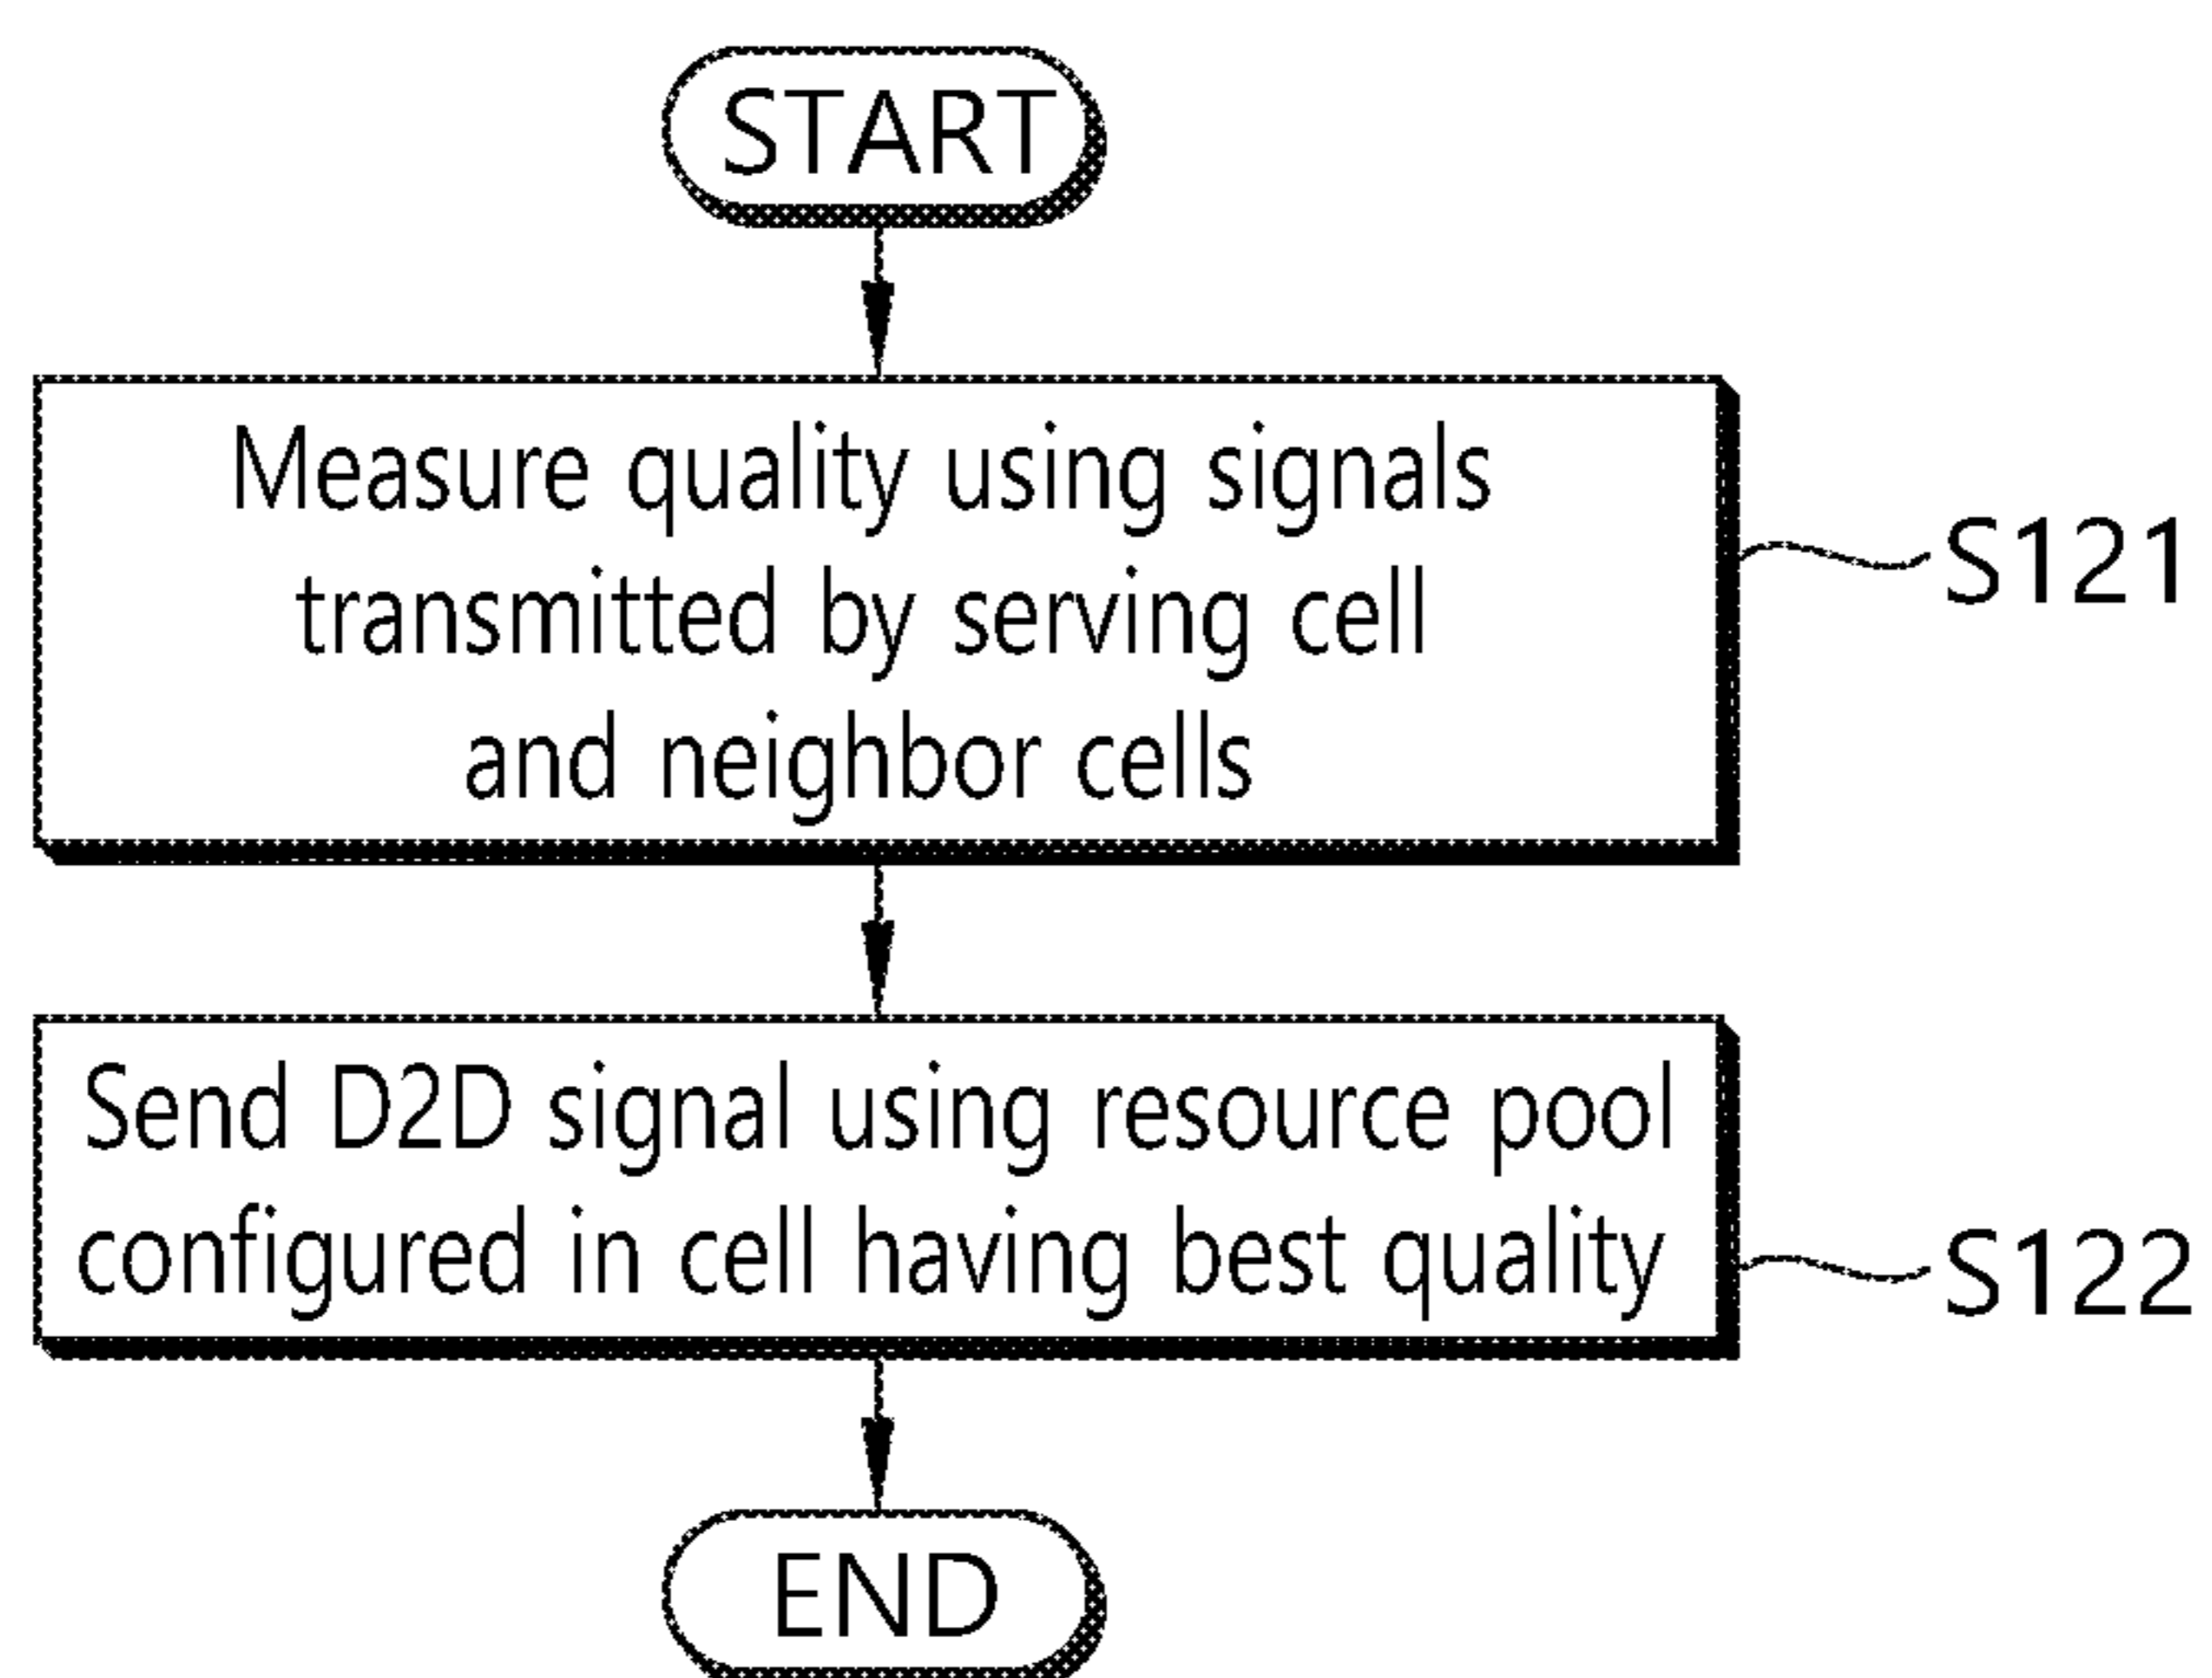 START
Measure quality using signals
transmitted by serving cell
and neighbor cells
S121
Send D2D signal using resource pool
configured in cell having best quality
S122
END